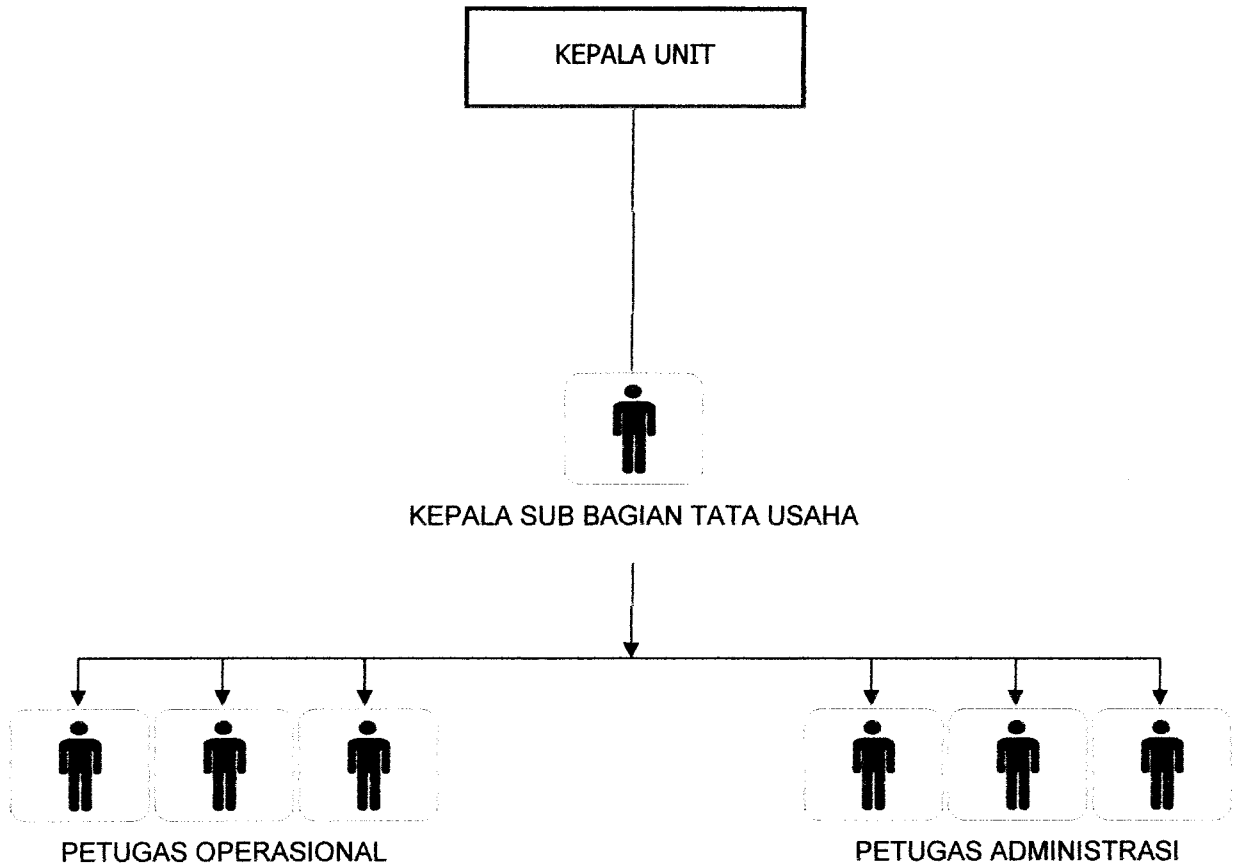 KEPALA UNIT
KEPALA SUB BAGIAN TATA USAHA
PETUGAS OPERASIONAL
PETUGAS ADMINISTRASI